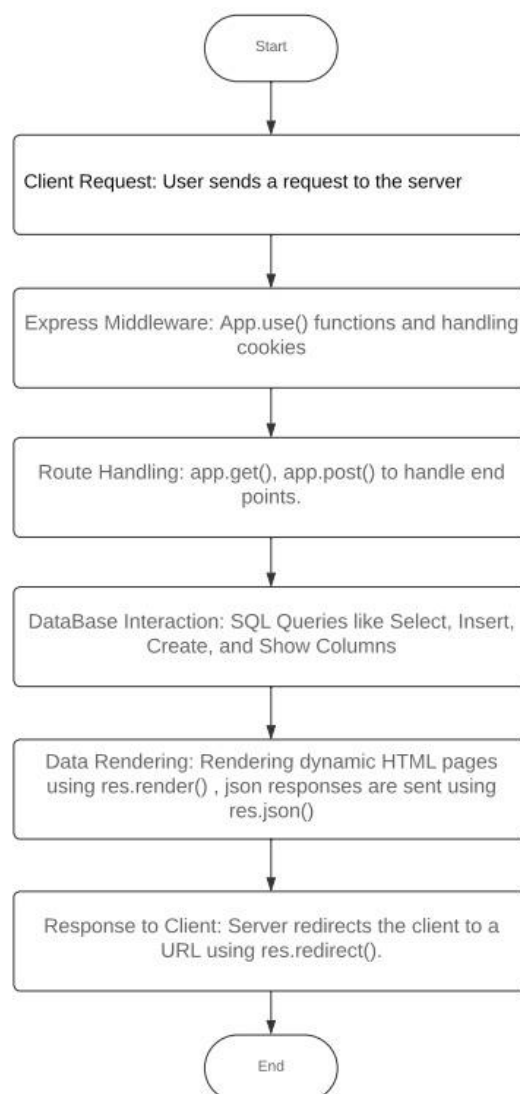 Start
Client Request: User sends a request to the server
Express Middleware: App.use() functions and handling
cookies
Route Handling: app.get(), app.post() to handle end
points.
DataBase Interaction: SQL Queries like Select, Insert,
Create, and Show Columns
Data Rendering: Rendering dynamic HTML pages
using res.render() , json responses are sent using
res.json()
Response to Client: Server redirects the client to a
URL using res.redirect().
End